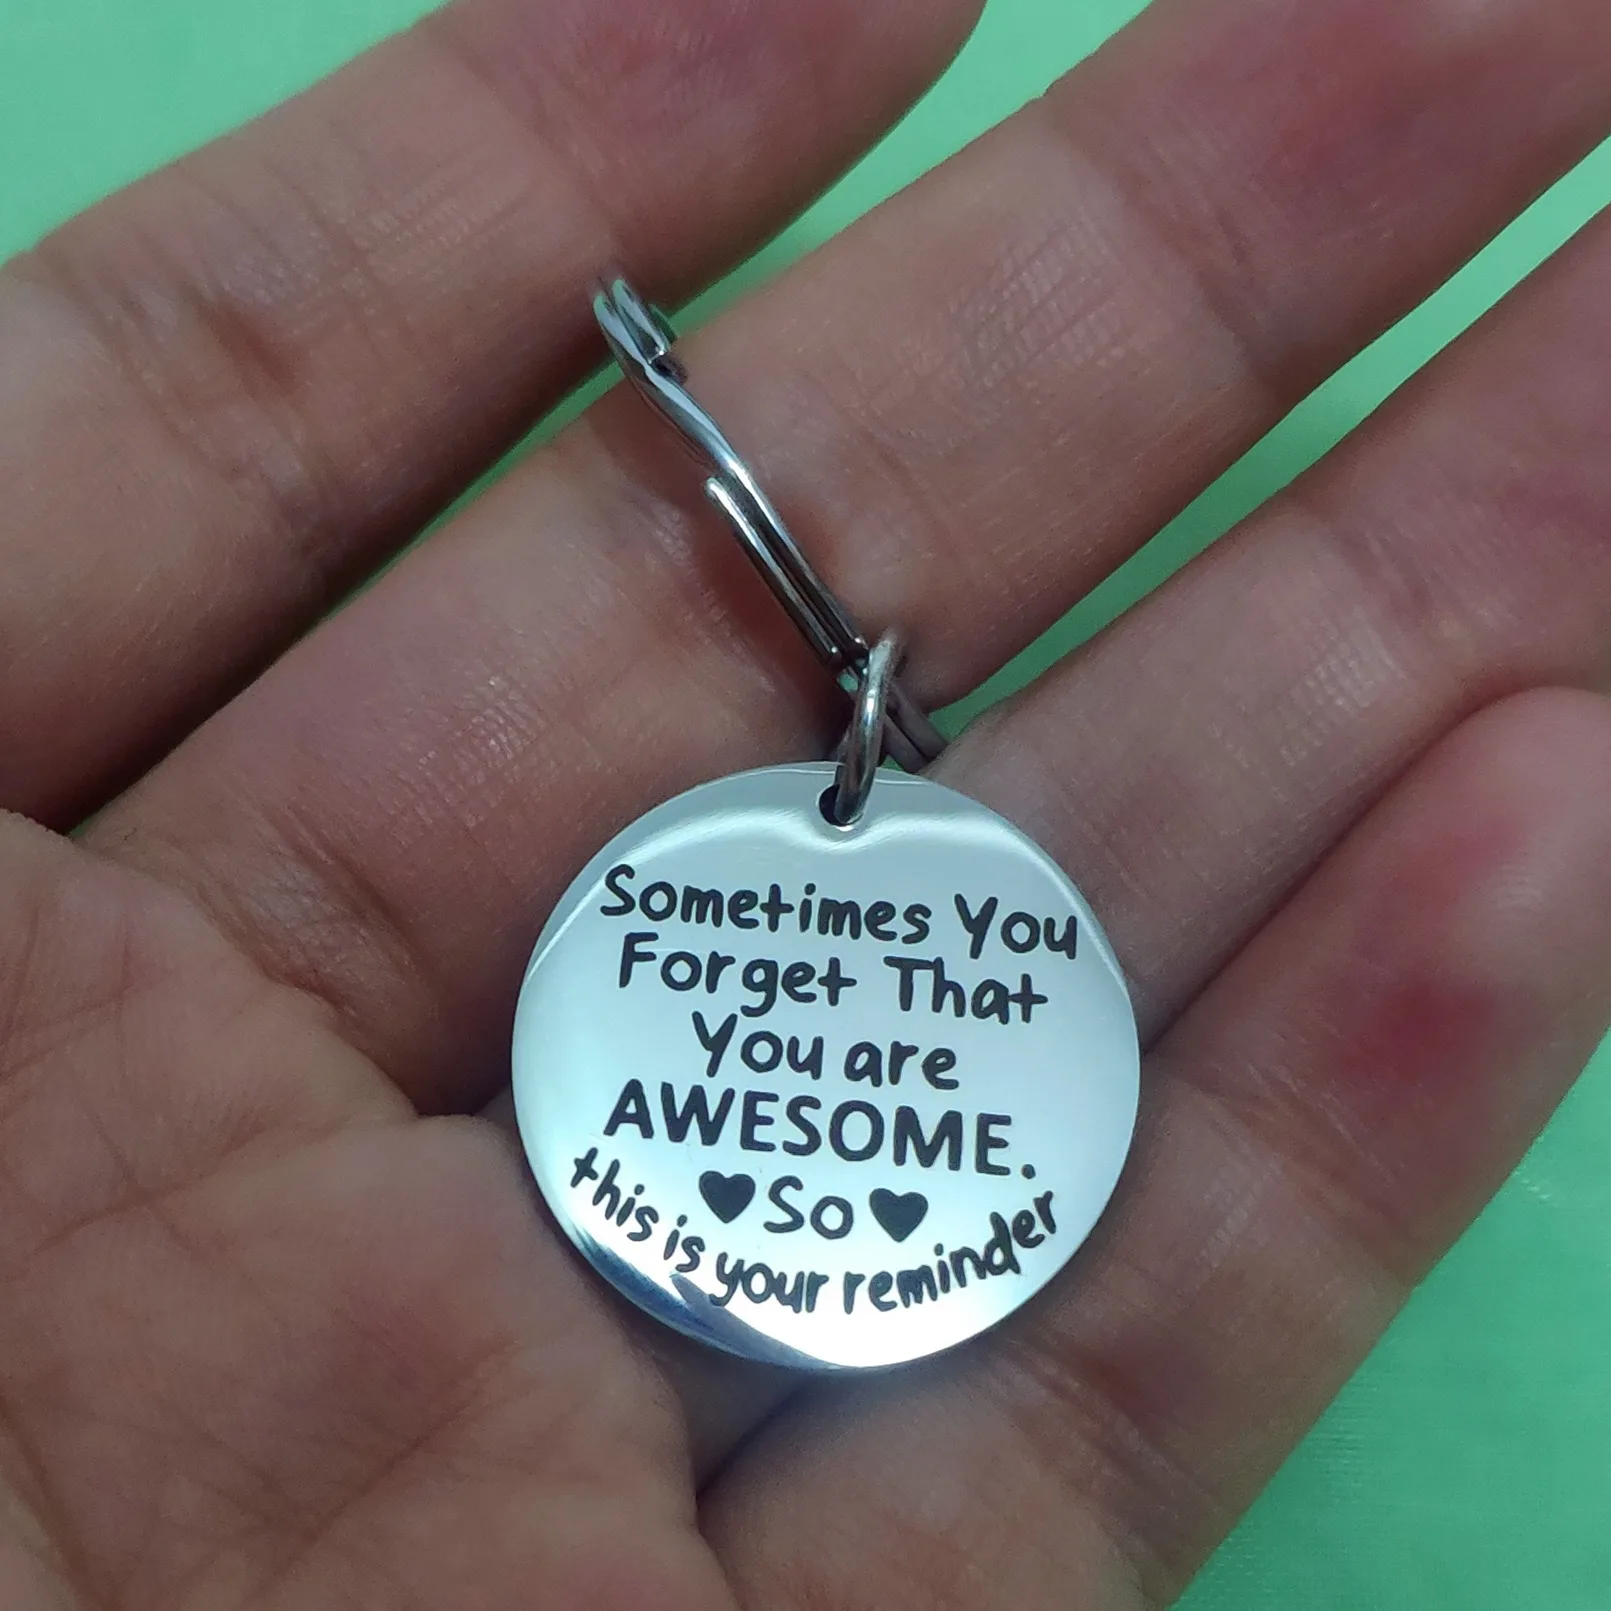 Sometimes You
Forget That
You are
AWESOME.
♥So♥
this is your reminder